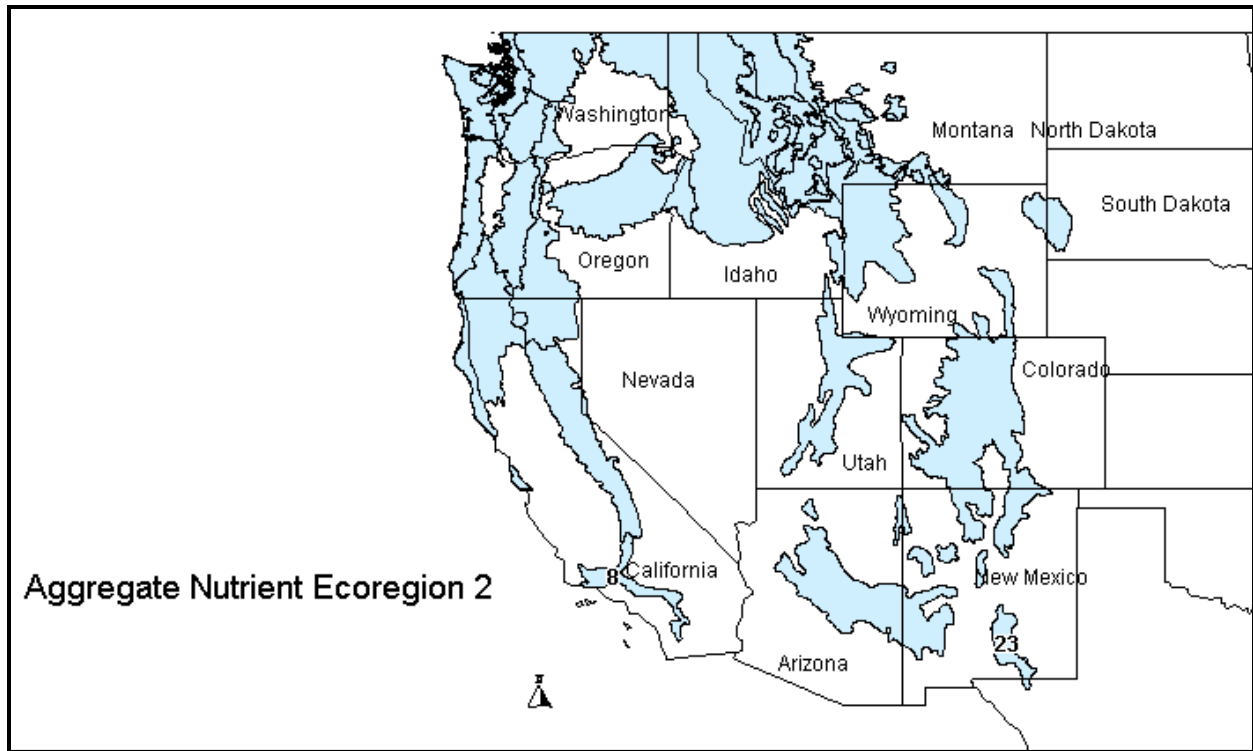 Washington
Montana
North Dakota
South Dakota
Oregon
Idaho
Wyoming
Nevada
Colorado
Utah
8
California
Aggregate Nutrient Ecoregion 2
New Mexico
23
Arizona